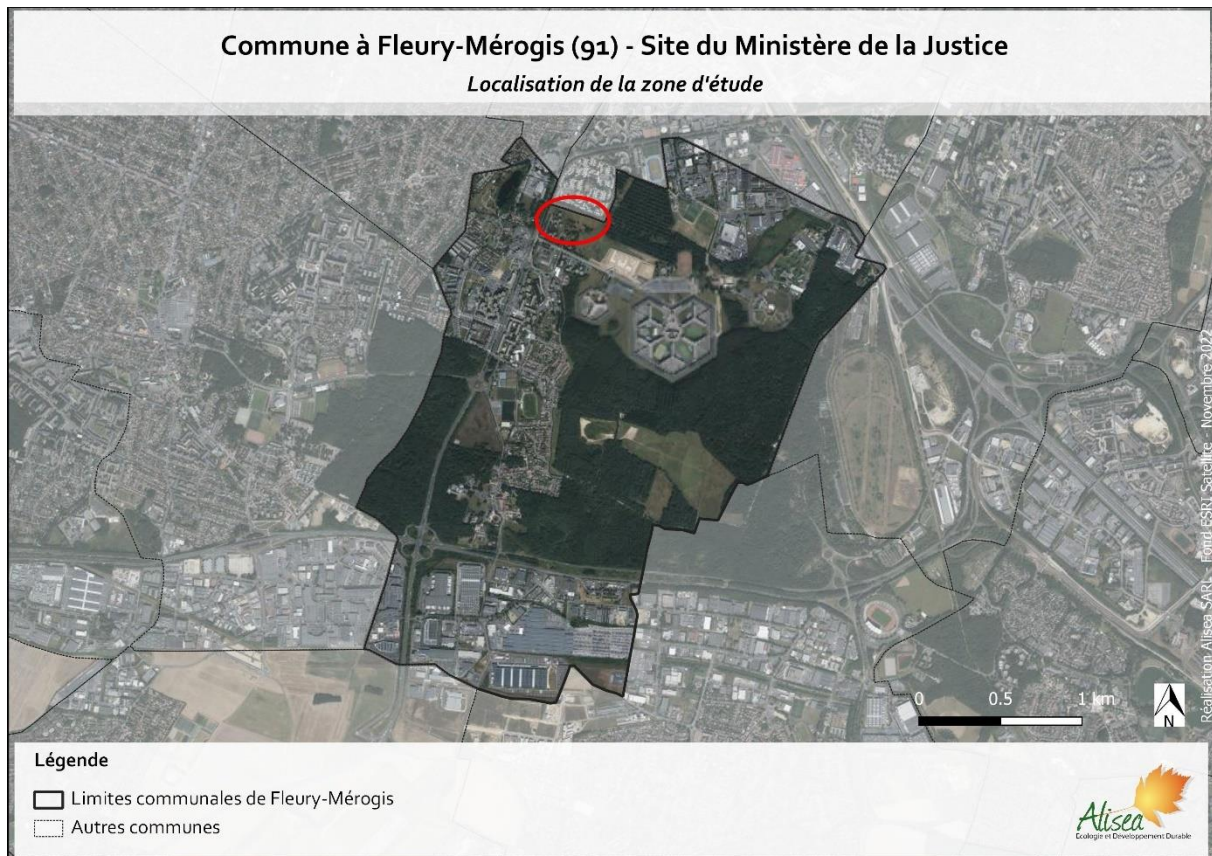 Commune à Fleury-Mérogis (91) - Site du Ministère de la Justice
Localisation de la zone d'étude
Réalisation Alisea SARL - Fond ESRI Satellite - Novembre 2022
0 0.5 1 km
N
Légende
Limites communales de Fleury-Mérogis
Autres communes
Alisea
Ecologie et Développement Durable